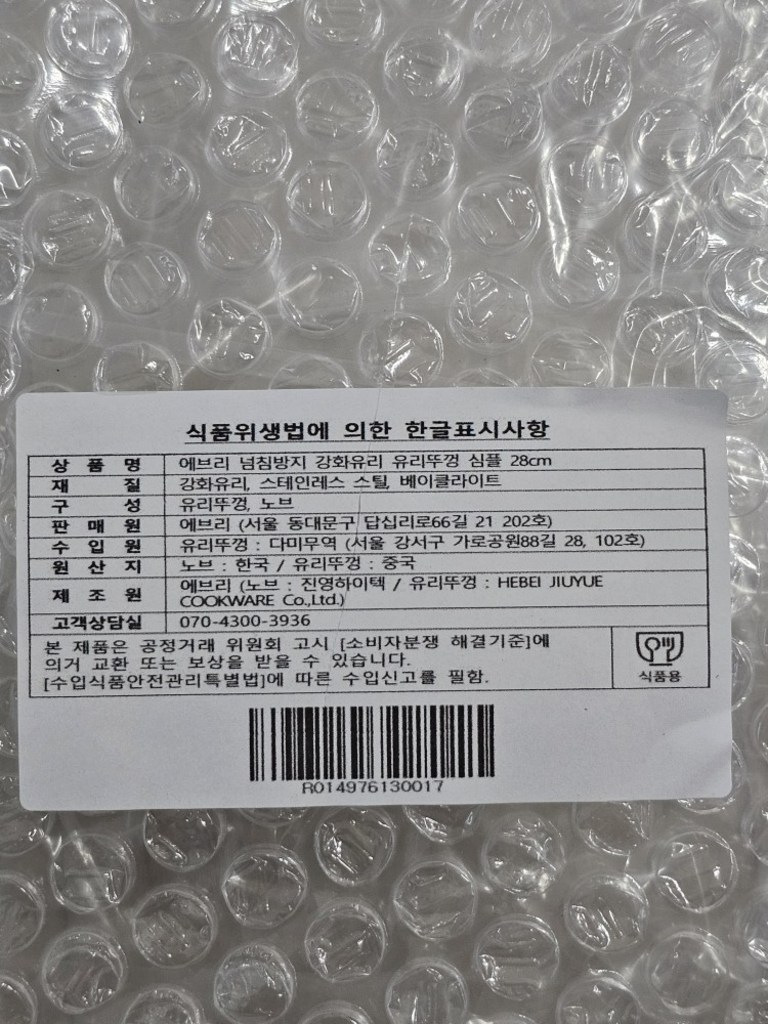 식품위생법에 의한 한글표시사항
상 품 명 에브리 넘침방지 강화유리 유리뚜껑 심플 28cm
재 질 강화유리, 스테인레스 스틸, 베이클라이트
구 성 유리뚜껑, 노브
판 매 원 에브리 (서울 동대문구 답십리로66길 21 202호)
수 입 원 유리뚜껑 : 다미무역 (서울 강서구 가로공원88길 28, 102호)
원 산 지 노브 : 한국 / 유리뚜껑 : 중국
제 조 원 에브리 (노브 : 진영하이텍 / 유리뚜껑 : HEBEI JIUYUE
COOKWARE Co.,Ltd.)
고객상담실 070-4300-3936
본 제품은 공정거래 위원회 고시 [소비자분쟁 해결기준]에
의거 교환 또는 보상을 받을 수 있습니다.
[수입식품안전관리특별법]에 따른 수입신고를 필함.
식품용
R014976130017